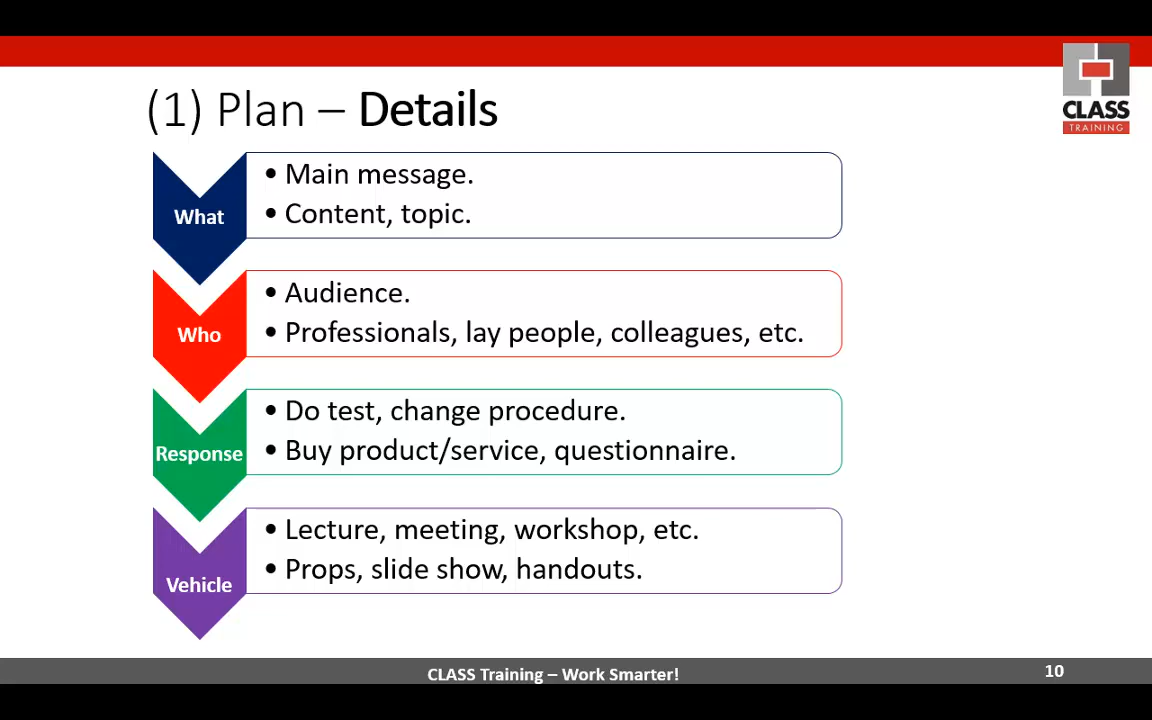 CLASS
TRAINING
(1) Plan – Details
What
• Main message.
• Content, topic.
Who
• Audience.
• Professionals, lay people, colleagues, etc.
Response
• Do test, change procedure.
• Buy product/service, questionnaire.
Vehicle
• Lecture, meeting, workshop, etc.
• Props, slide show, handouts.
CLASS Training – Work Smarter!
10